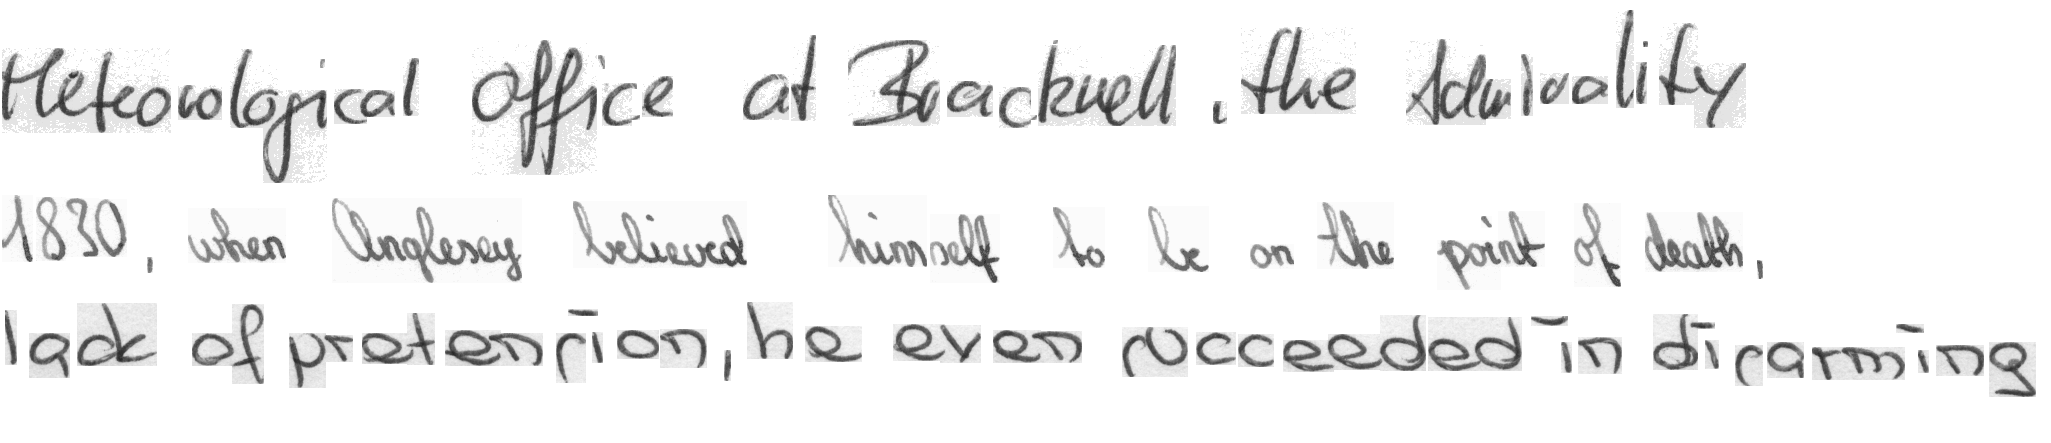 Meteorological Office at Bracknell, the Admirality
1830, when Anglesey believed himself to be on the point of death,
lack of pretension, he even succeeded in disarming